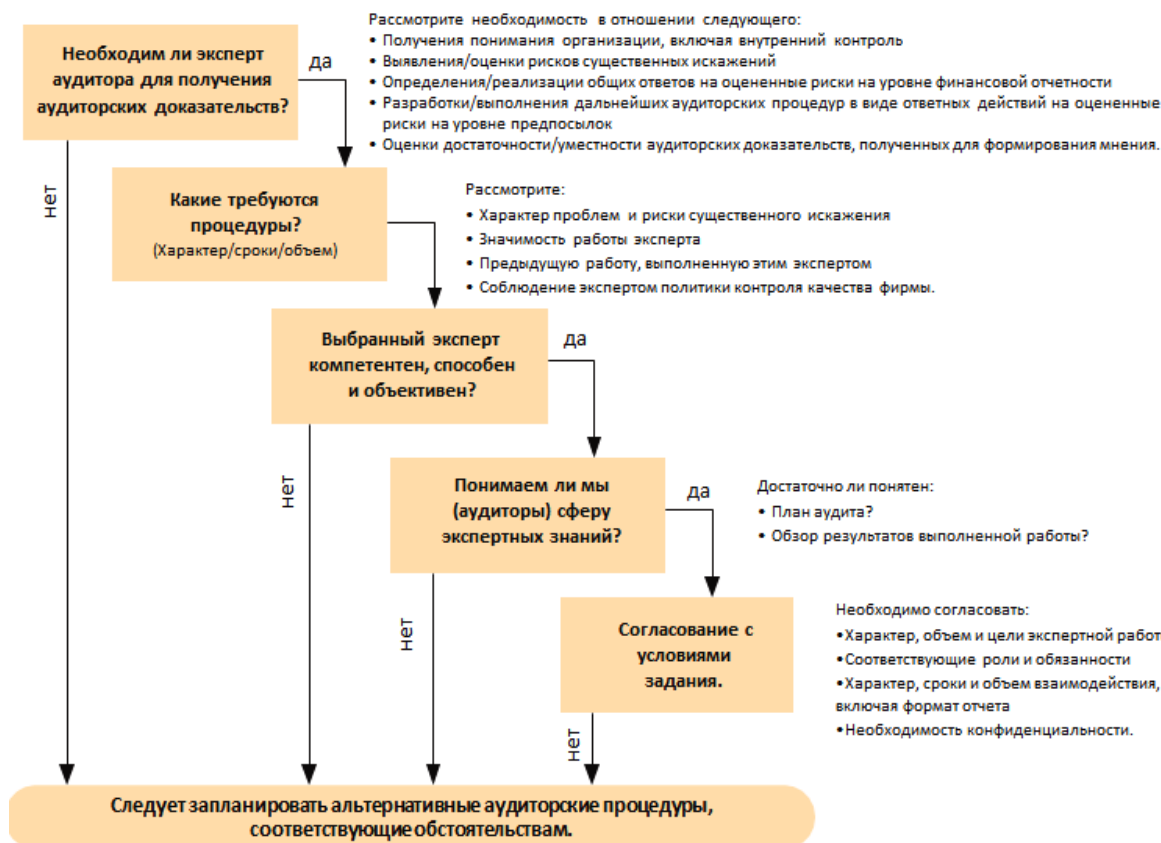 Необходим ли эксперт
аудитора для получения
аудиторских доказательств?
да
Рассмотрите необходимость в отношении следующего:
• Получения понимания организации, включая внутренний контроль
• Выявления/оценки рисков существенных искажений
• Определения/реализации общих ответов на оцененные риски на уровне финансовой отчетности
• Разработки/выполнения дальнейших аудиторских процедур в виде ответных действий на оцененные
риски на уровне предпосылок
• Оценки достаточности/уместности аудиторских доказательств, полученных для формирования мнения.
нет
Какие требуются
процедуры?
(Характер/сроки/объем)
Рассмотрите:
• Характер проблем и риски существенного искажения
• Значимость работы эксперта
• Предыдущую работу, выполненную этим экспертом
• Соблюдение экспертом политики контроля качества фирмы.
Выбранный эксперт
компетентен, способен
и объективен?
да
нет
Понимаем ли мы
(аудиторы) сферу
экспертных знаний?
да
Достаточно ли понятен:
• План аудита?
• Обзор результатов выполненной работы?
нет
Согласование с
условиями
задания.
Необходимо согласовать:
•Характер, объем и цели экспертной работ
•Соответствующие роли и обязанности
•Характер, сроки и объем взаимодействия,
включая формат отчета
•Необходимость конфиденциальности.
нет
Следует запланировать альтернативные аудиторские процедуры,
соответствующие обстоятельствам.